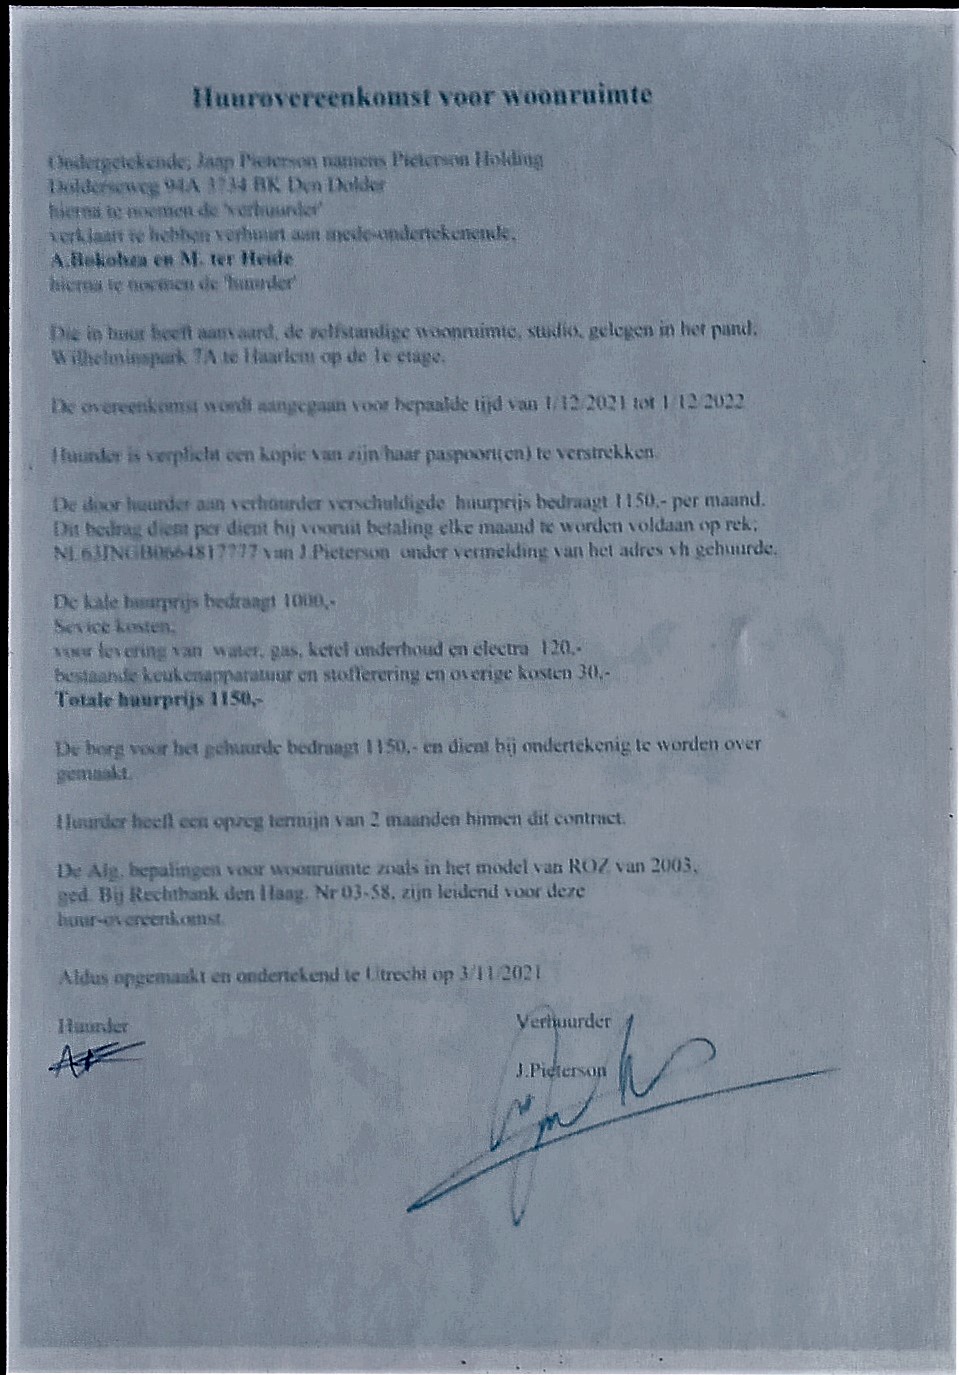 Huurovereenkomst voor woonruimte
Ondergetekende; Jaap Pieterson namens Pieterson Holding
Dolderseweg 94A 3734 BK Den Dolder
hierna te noemen de 'verhuurder'
verklaart te hebben verhuurt aan mede-ondertekenende,
A.Bokobza en M. ter Heide
hierna te noemen de 'huurder'
Die in huur heeft aanvaard, de zelfstandige woonruimte, studio, gelegen in het pand;
Wilhelminapark 7A te Haarlem op de 1e etage.
De overeenkomst wordt aangegaan voor bepaalde tijd van 1/12/2021 tot 1/12/2022
Huurder is verplicht een kopie van zijn/haar paspoort(en) te verstrekken.
De door huurder aan verhuurder verschuldigde huurprijs bedraagt 1150,- per maand.
Dit bedrag dient per dient bij vooruit betaling elke maand te worden voldaan op rek;
NL63INGB0664817777 van J.Pieterson onder vermelding van het adres vh gehuurde.
De kale huurprijs bedraagt 1000,-
Sevice kosten;
voor levering van water, gas, ketel onderhoud en electra 120,-
bestaande keukenapparatuur en stofferering en overige kosten 30,-
Totale huurprijs 1150,-
De borg voor het gehuurde bedraagt 1150,- en dient bij ondertekenig te worden over
gemaakt.
Huurder heeft een opzeg termijn van 2 maanden binnen dit contract.
De Alg. bepalingen voor woonruimte zoals in het model van ROZ van 2003,
ged. Bij Rechtbank den Haag, Nr 03-58, zijn leidend voor deze
huur-overeenkomst.
Aldus opgemaakt en ondertekend te Utrecht op 3/11/2021
Huurder
Verhuurder
J.Pieterson